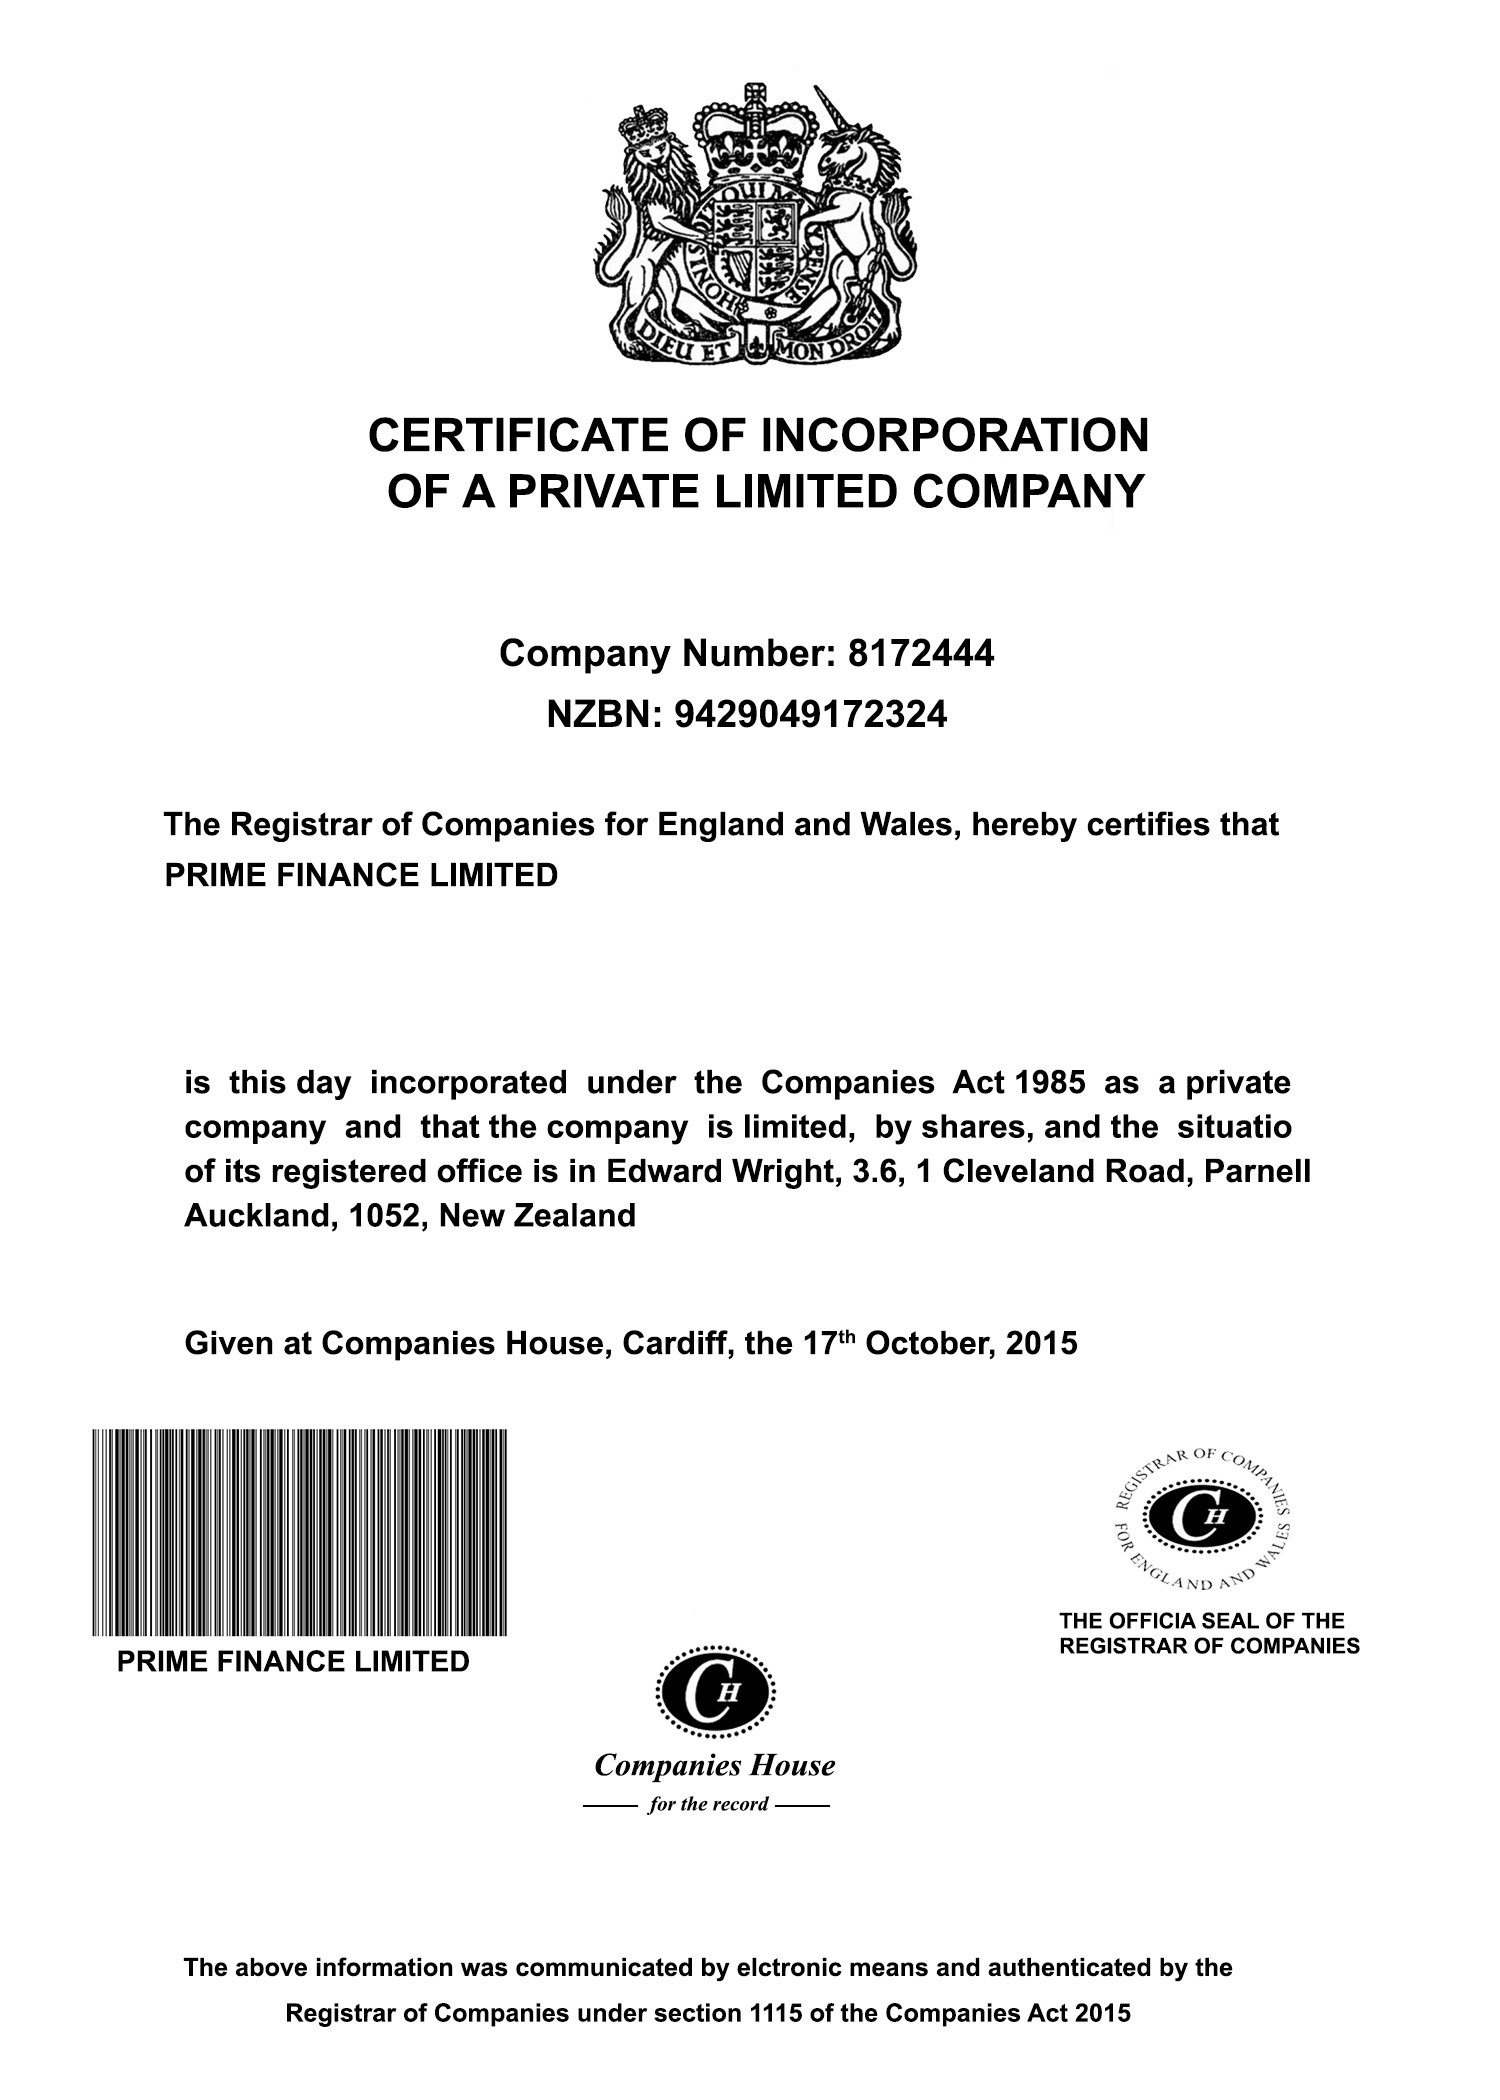 QUI MAL Y PENSE HONI SOIT
DIEU ET MON DROIT
CERTIFICATE OF INCORPORATION
OF A PRIVATE LIMITED COMPANY
Company Number: 8172444
NZBN: 9429049172324
The Registrar of Companies for England and Wales, hereby certifies that
PRIME FINANCE LIMITED
is this day incorporated under the Companies Act 1985 as a private
company and that the company is limited, by shares, and the situatio
of its registered office is in Edward Wright, 3.6, 1 Cleveland Road, Parnell
Auckland, 1052, New Zealand
Given at Companies House, Cardiff, the 17th October, 2015
REGISTRAR OF COMPANIES
FOR ENGLAND AND WALES
CH
THE OFFICIA SEAL OF THE
REGISTRAR OF COMPANIES
PRIME FINANCE LIMITED
CH
Companies House
for the record
The above information was communicated by elctronic means and authenticated by the
Registrar of Companies under section 1115 of the Companies Act 2015